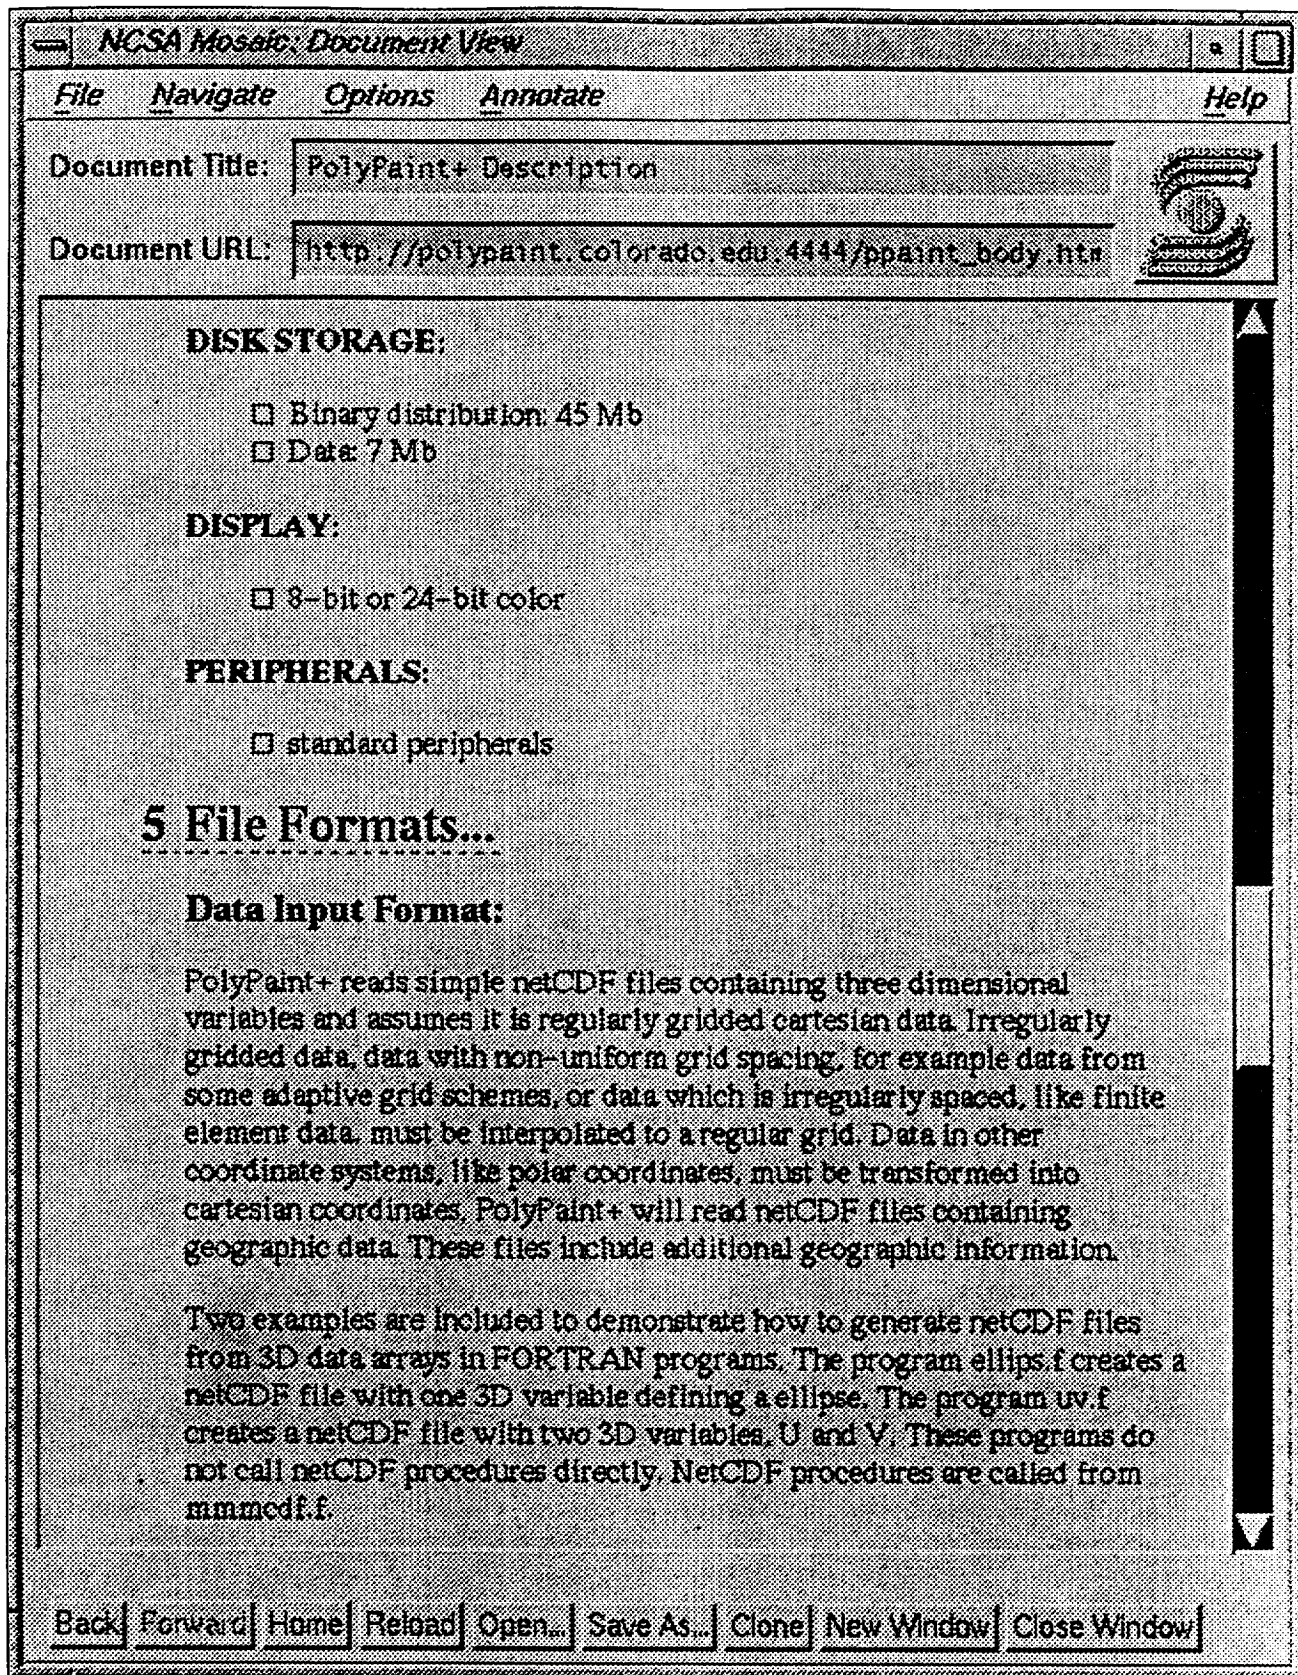 NCSA Mosaic: Document View
File Navigate Options Annotate Help
Document Title: PolyPaint+ Description
Document URL: http://polypaint.colorado.edu:4444/ppaint_body.htm
DISK STORAGE:
Binary distribution: 45 Mb
Data: 7 Mb
DISPLAY:
8-bit or 24-bit color
PERIPHERALS:
standard peripherals
5 File Formats...
Data Input Format:
PolyPaint+ reads simple netCDF files containing three dimensional
variables and assumes it is regularly gridded cartesian data. Irregularly
gridded data, data with non-uniform grid spacing, for example data from
some adaptive grid schemes, or data which is irregularly spaced, like finite
element data, must be interpolated to a regular grid. Data in other
coordinate systems, like polar coordinates, must be transformed into
cartesian coordinates. PolyPaint+ will read netCDF files containing
geographic data. These files include additional geographic information.
Two examples are included to demonstrate how to generate netCDF files
from 3D data arrays in FORTRAN programs. The program ellips.f creates a
netCDF file with one 3D variable defining a ellipse. The program uv.f
creates a netCDF file with two 3D variables, U and V. These programs do
not call netCDF procedures directly. NetCDF procedures are called from
mmmcdf.f.
Back Forward Home Reload Open... Save As... Clone New Window Close Window